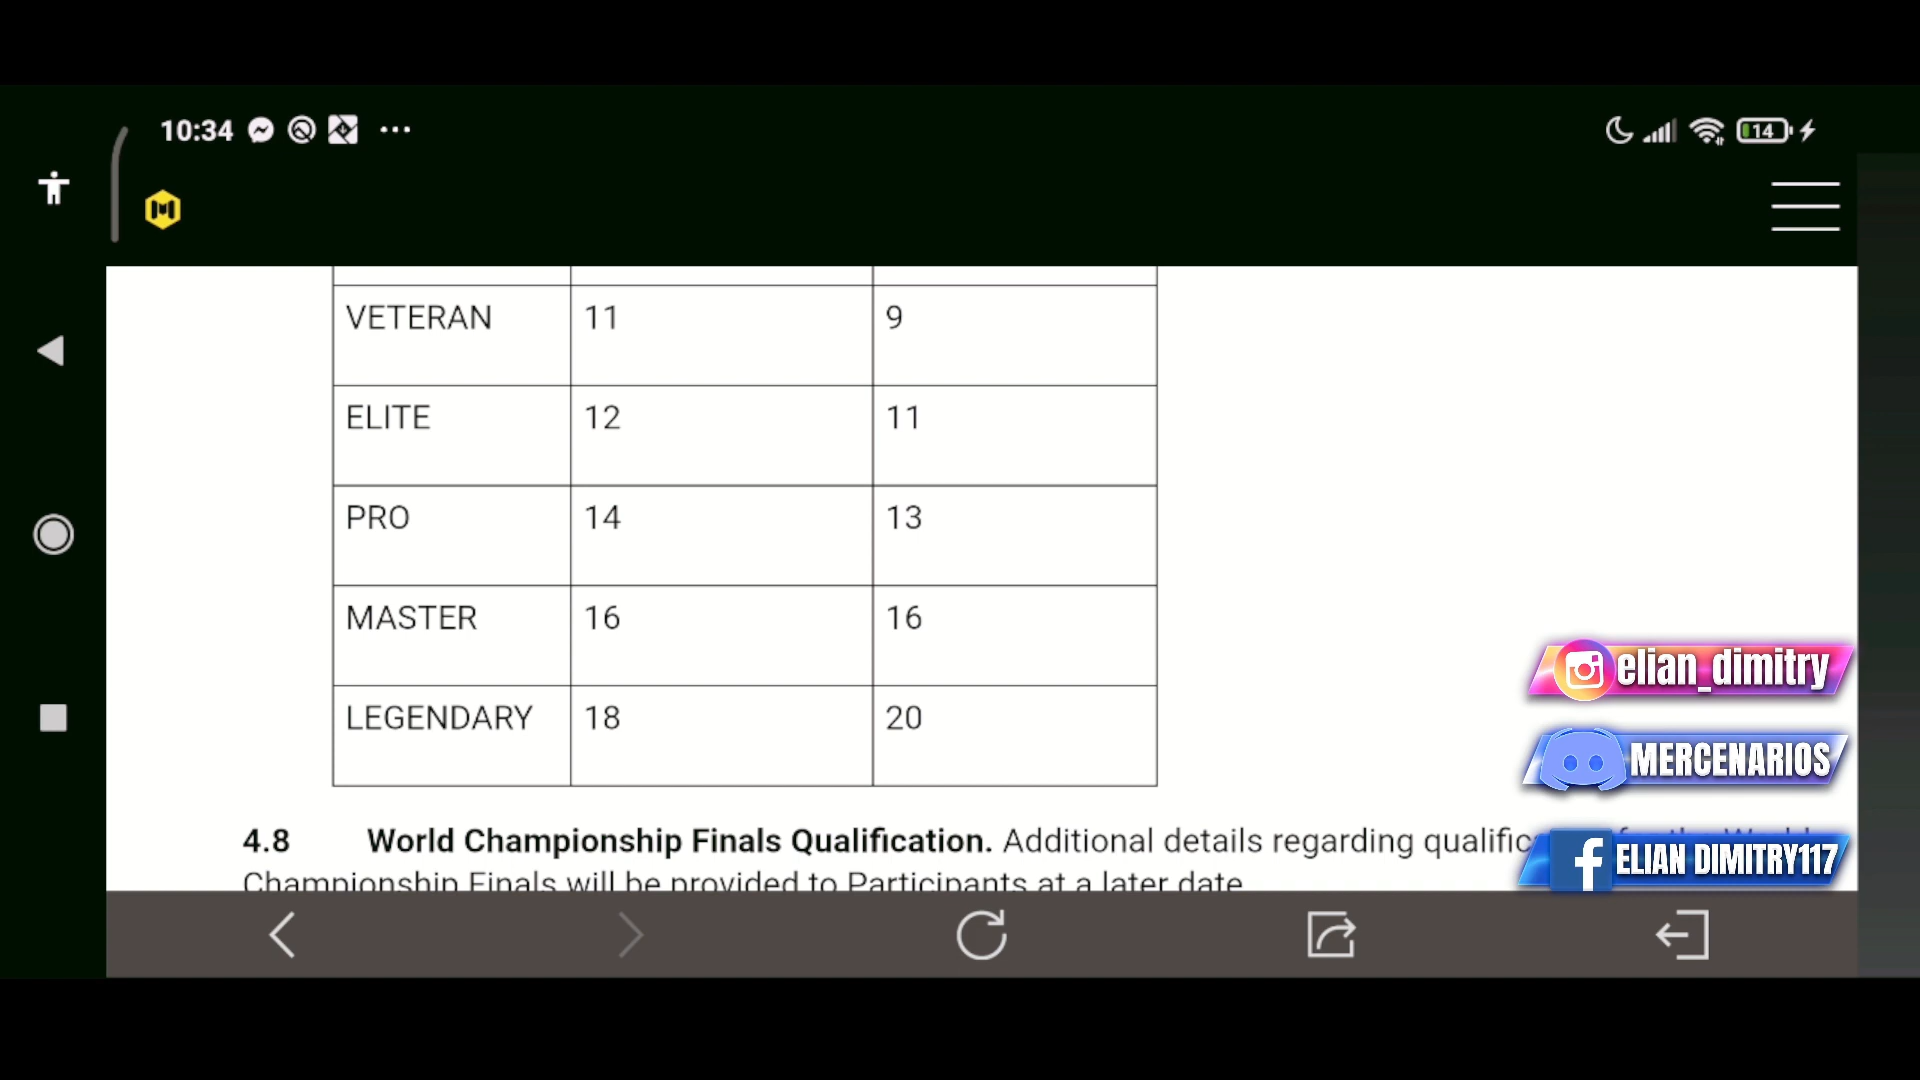 10:34
14
VETERAN 11 9
ELITE 12 11
PRO 14 13
MASTER 16 16
LEGENDARY 18 20
elian_dimitry
MERCENARIOS
4.8 World Championship Finals Qualification. Additional details regarding
ELIAN DIMITRY117
Championship Finals will be provided to Participants at a later date